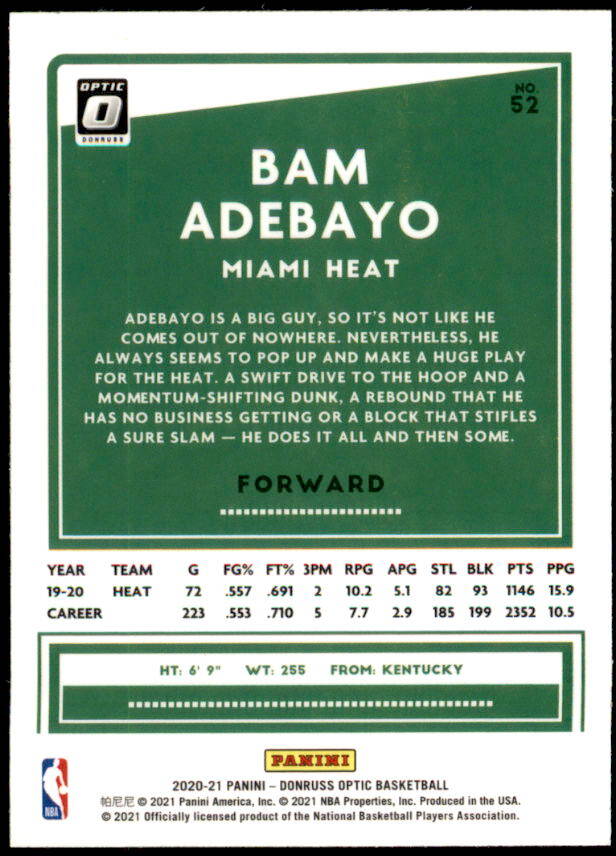 OPTIC
O
DONRUSS
NO.
52
BAM
ADEBAYO
MIAMI HEAT
ADEBAYO IS A BIG GUY, SO IT'S NOT LIKE HE
COMES OUT OF NOWHERE. NEVERTHELESS, HE
ALWAYS SEEMS TO POP UP AND MAKE A HUGE PLAY
FOR THE HEAT. A SWIFT DRIVE TO THE HOOP AND A
MOMENTUM-SHIFTING DUNK, A REBOUND THAT HE
HAS NO BUSINESS GETTING OR A BLOCK THAT STIFLES
A SURE SLAM — HE DOES IT ALL AND THEN SOME.
FORWARD
YEAR TEAM G FG% FT% 3PM RPG APG STL BLK PTS PPG
19-20 HEAT 72 .557 .691 2 10.2 5.1 82 93 1146 15.9
CAREER 223 .553 .710 5 7.7 2.9 185 199 2352 10.5
HT: 6' 9" WT: 255 FROM: KENTUCKY
PANINI
NBA
2020-21 PANINI – DONRUSS OPTIC BASKETBALL
帕尼尼 © 2021 Panini America, Inc. © 2021 NBA Properties, Inc. Produced in the USA.
© 2021 Officially licensed product of the National Basketball Players Association.